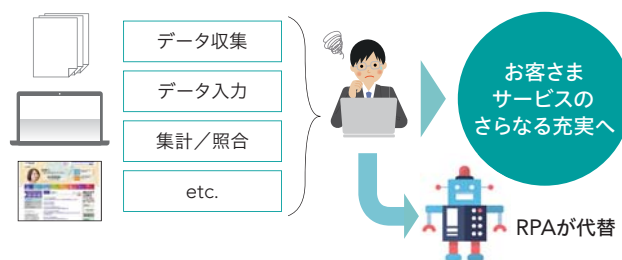 データ収集
データ入力
集計／照合
etc.
お客さま
サービスの
さらなる充実へ
RPAが代替